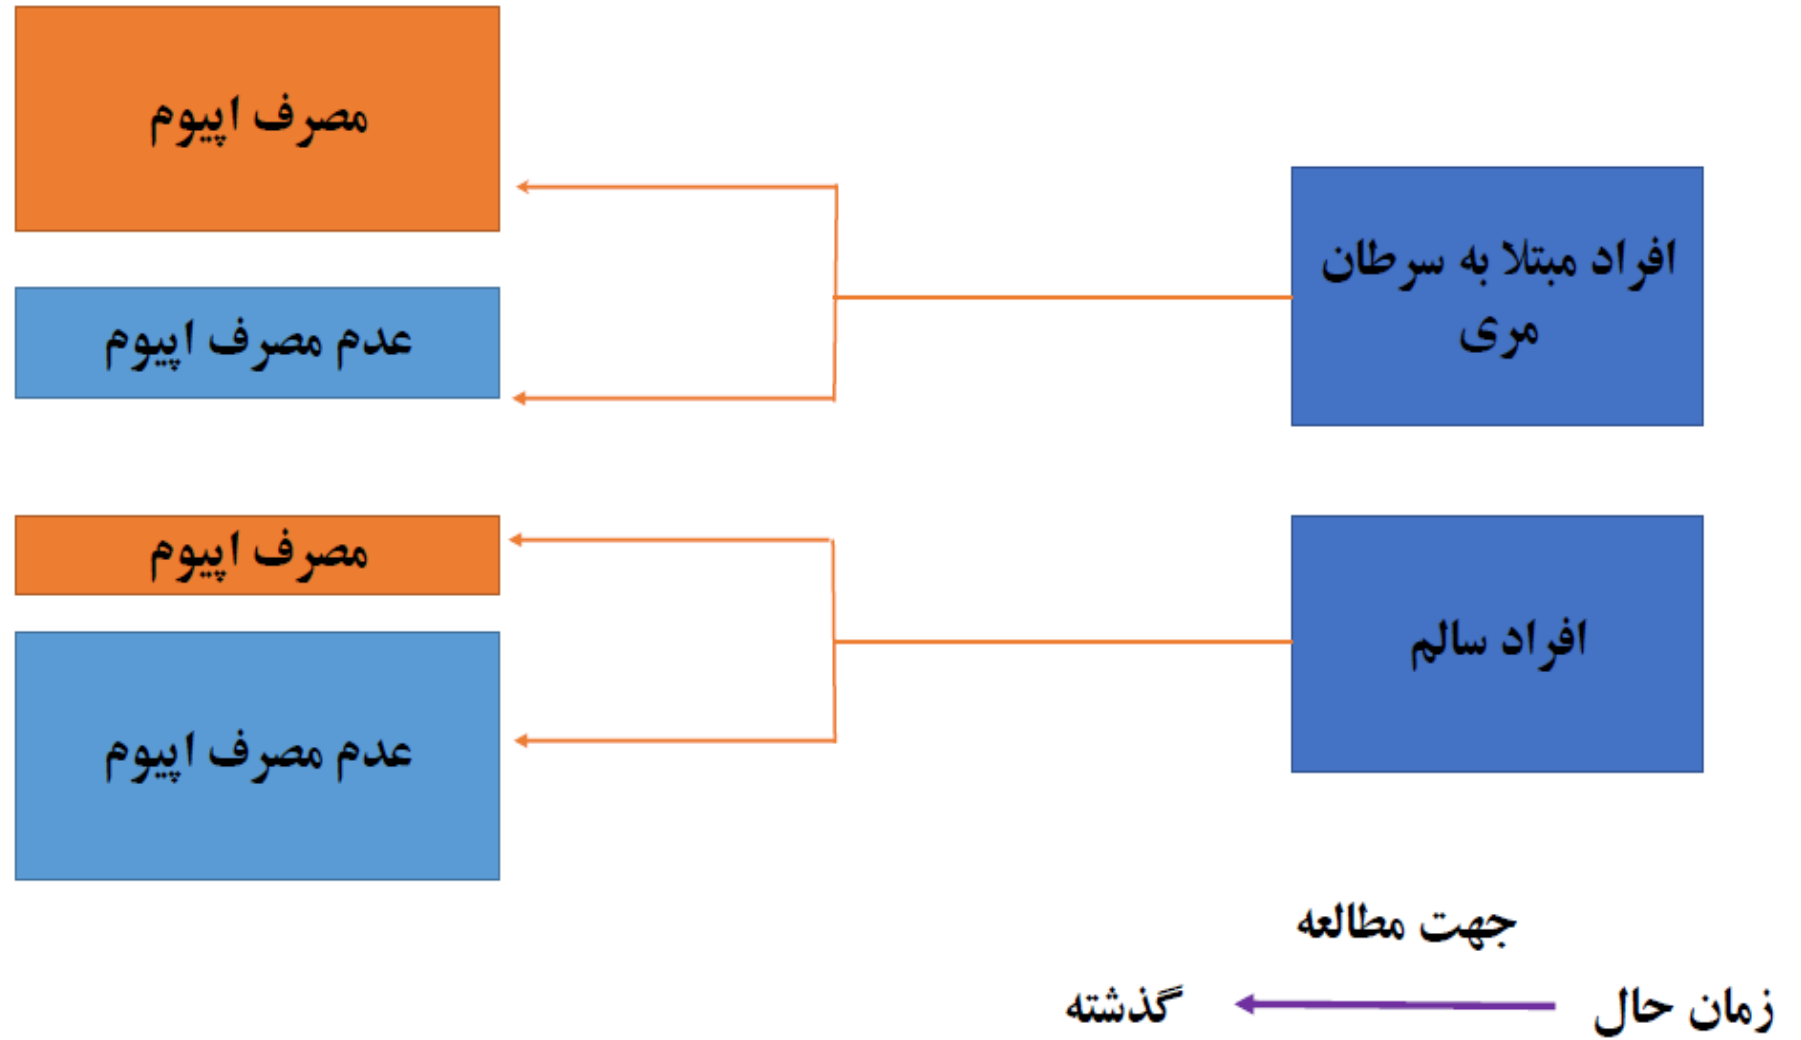 افراد مبتلا به سرطان
مری
مصرف اپیوم
عدم مصرف اپیوم
افراد سالم
مصرف اپیوم
عدم مصرف اپیوم
جهت مطالعه
زمان حال
گذشته